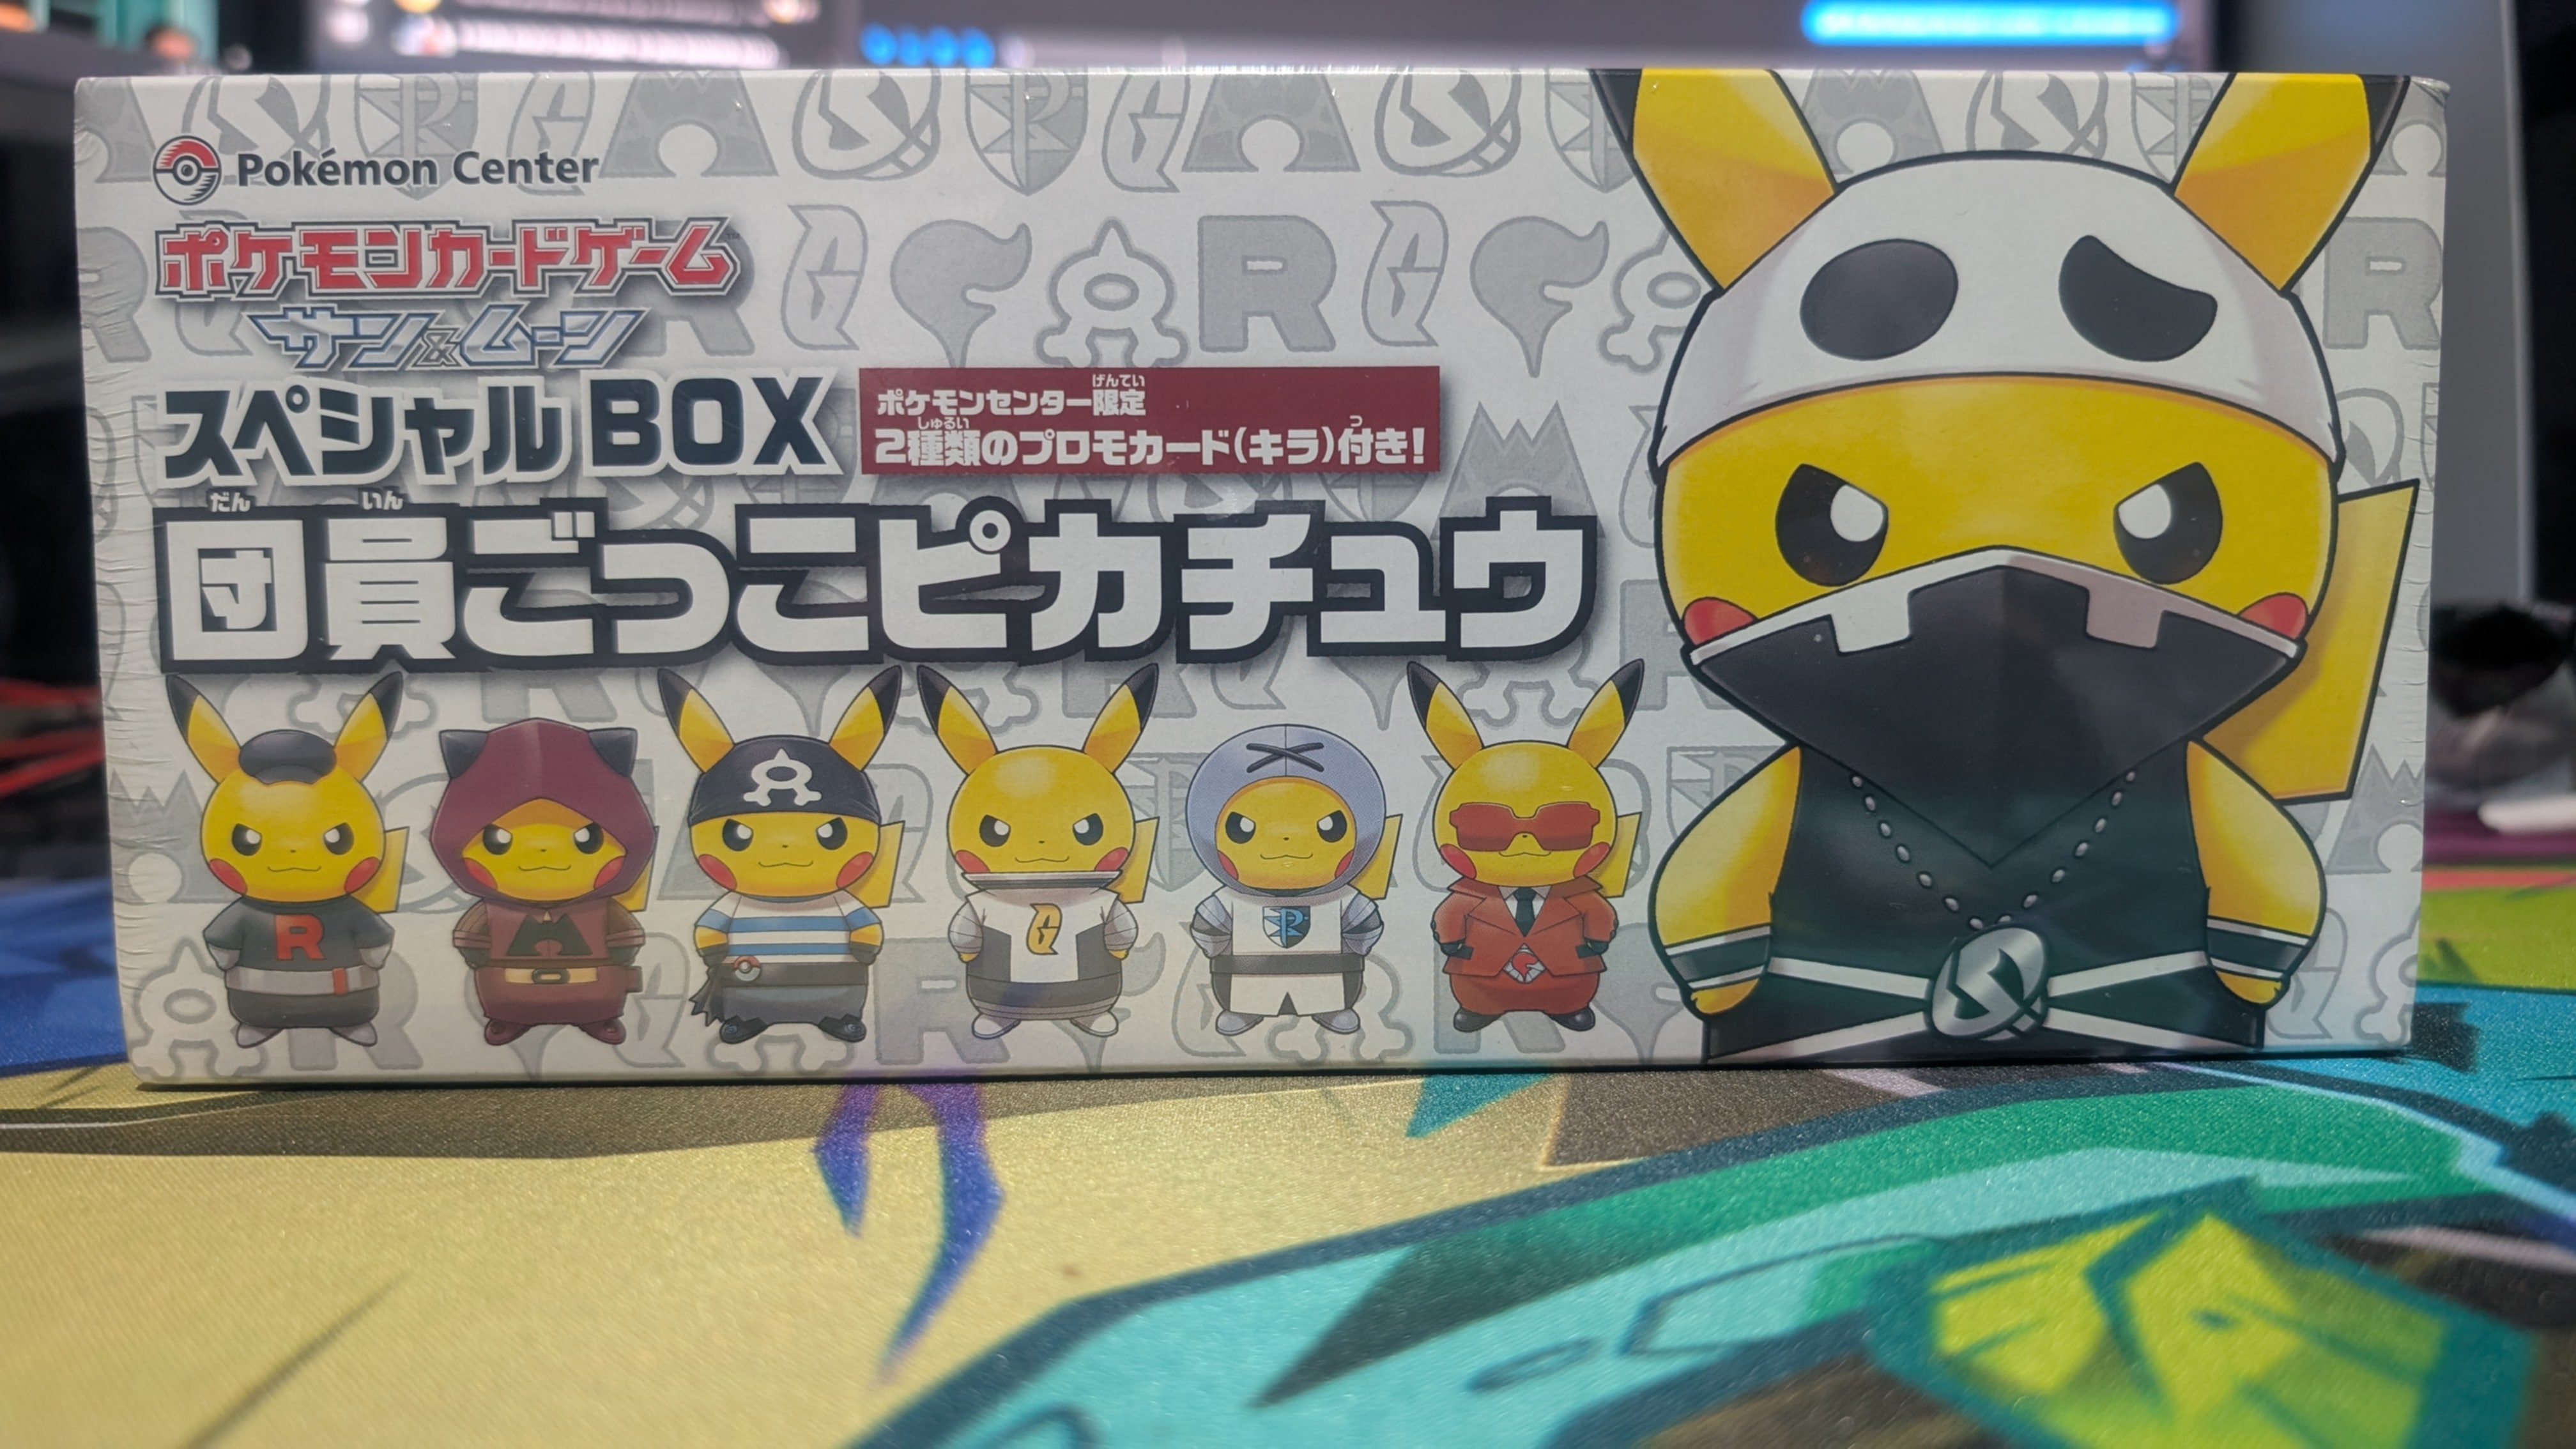 Pokémon Center
ポケモンカードゲーム™
サン&ムーン
スペシャルBOX
げんてい
ポケモンセンター限定
しゅるい つ
2種類のプロモカード(キラ)付き!
だん いん
団員ごっこピカチュウ
R